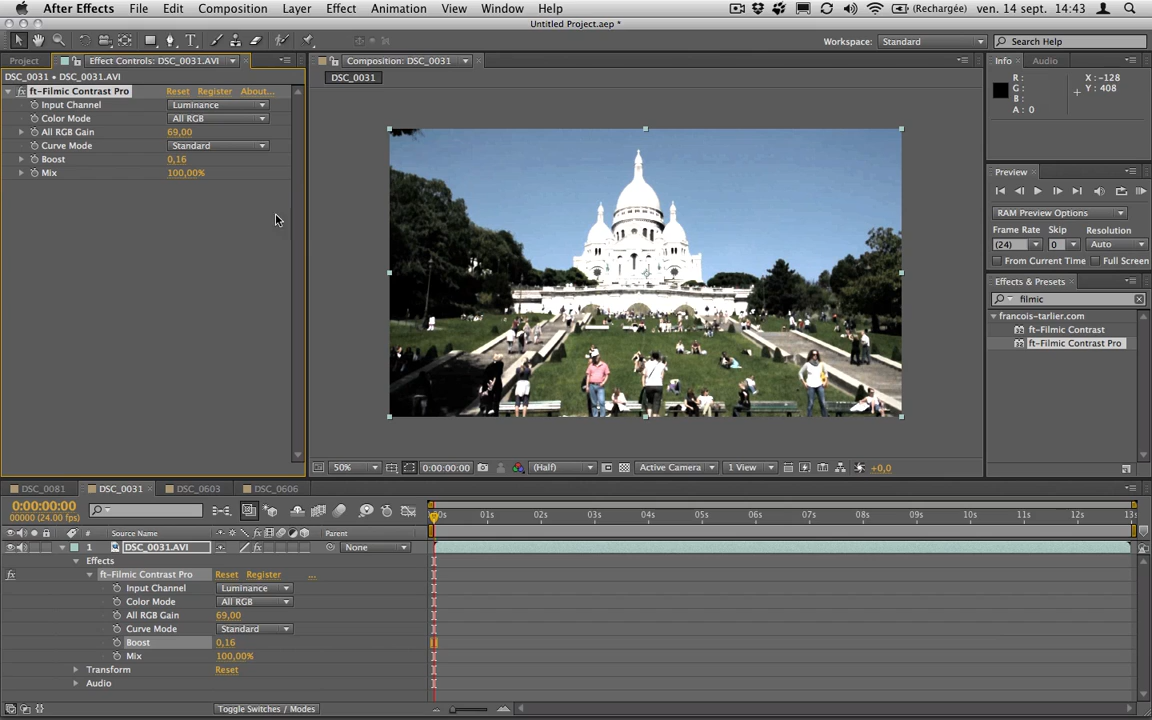 After Effects File Edit Composition Layer Effect Animation View Window Help (Rechargée) ven. 14 sept. 14:43
Untitled Project.aep *
Workspace: Standard Search Help
Project Effect Controls: DSC_0031.AVI Composition: DSC_0031 Info Audio
DSC_0031 • DSC_0031.AVI DSC_0031
R: X: -128
G: Y: 408
B:
A: 0
fx ft-Filmic Contrast Pro Reset Register About...
Input Channel Luminance
Color Mode All RGB
All RGB Gain 69,00
Curve Mode Standard
Boost 0,16
Mix 100,00%
Preview
RAM Preview Options
Frame Rate Skip Resolution
(24) 0 Auto
From Current Time Full Screen
Effects & Presets
filmic
francois-tarlier.com
ft-Filmic Contrast
ft-Filmic Contrast Pro
50% 0:00:00:00 (Half) Active Camera 1 View +0,0
DSC_0081 DSC_0031 DSC_0603 DSC_0606
0:00:00:00
00000 (24.00 fps)
00s 01s 02s 03s 04s 05s 06s 07s 08s 09s 10s 11s 12s 13s
# Source Name fx Parent
1 DSC_0031.AVI fx None
Effects
fx ft-Filmic Contrast Pro Reset Register ...
Input Channel Luminance
Color Mode All RGB
All RGB Gain 69,00
Curve Mode Standard
Boost 0,16
Mix 100,00%
Transform Reset
Audio
Toggle Switches / Modes